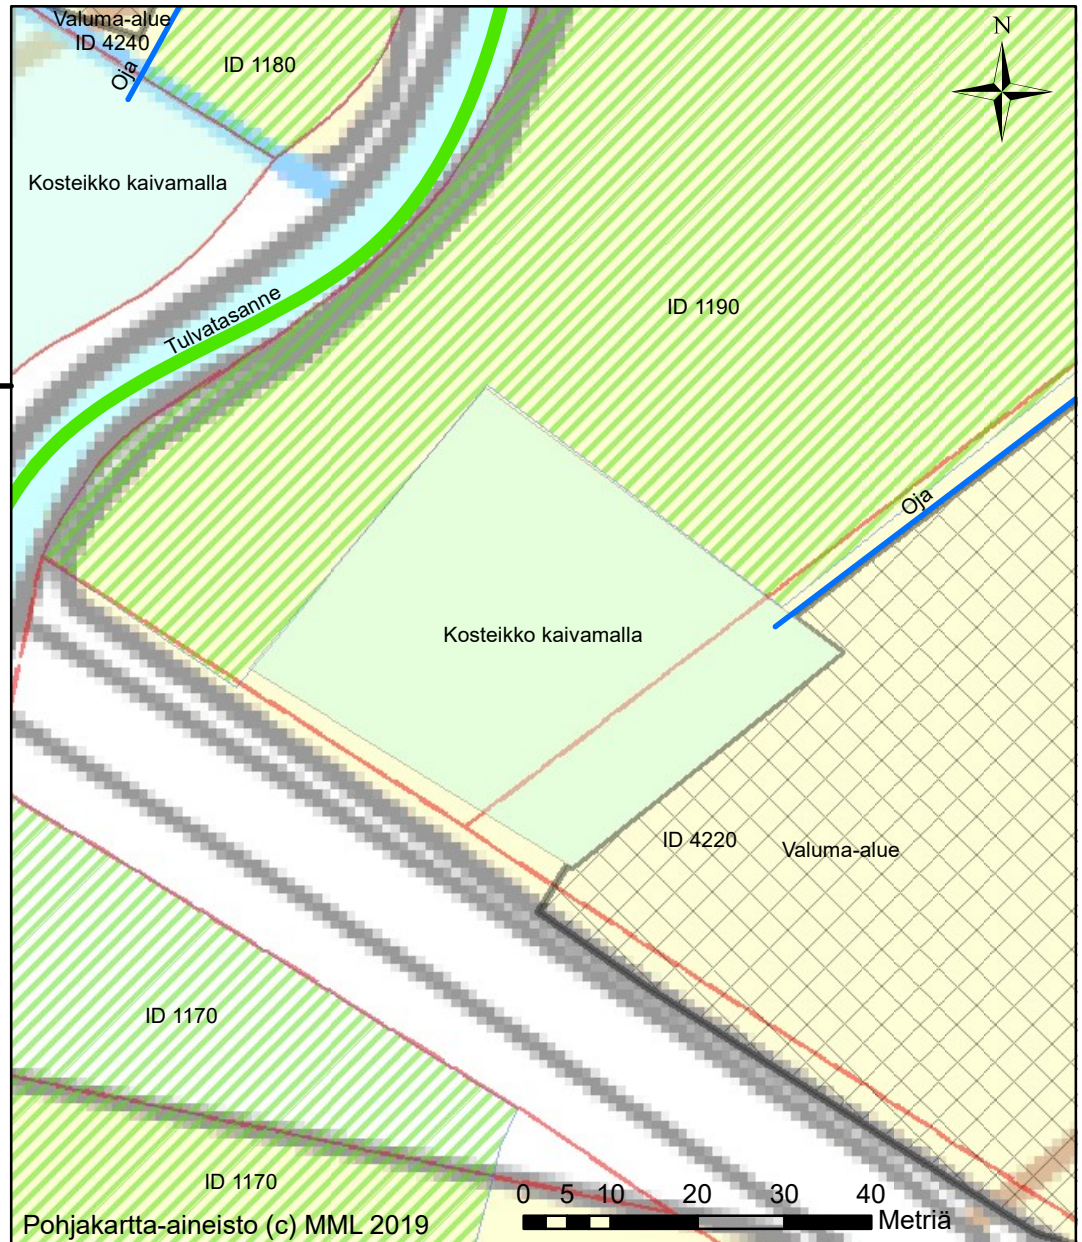 Valuma-alue
ID 4240
Oja
ID 1180
N
Kosteikko kaivamalla
Tulvatasanne
ID 1190
Oja
Kosteikko kaivamalla
ID 4220
Valuma-alue
ID 1170
ID 1170
0 5 10 20 30 40
Metriä
Pohjakartta-aineisto (c) MML 2019